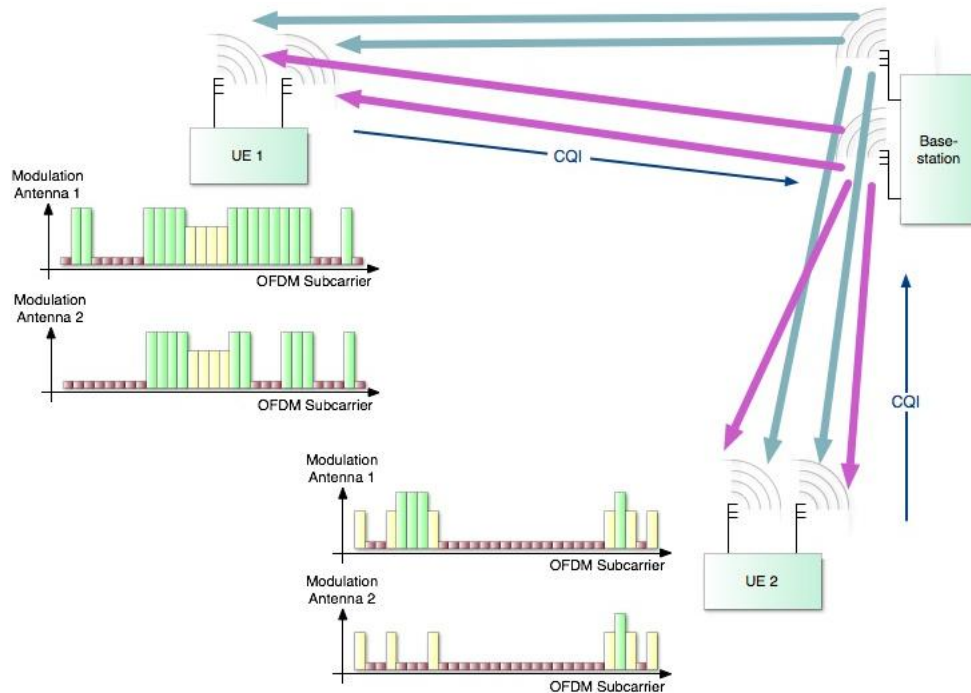 UE 1
CQI
Base-
station
Modulation
Antenna 1
OFDM Subcarrier
Modulation
Antenna 2
OFDM Subcarrier
CQI
Modulation
Antenna 1
OFDM Subcarrier
UE 2
Modulation
Antenna 2
OFDM Subcarrier